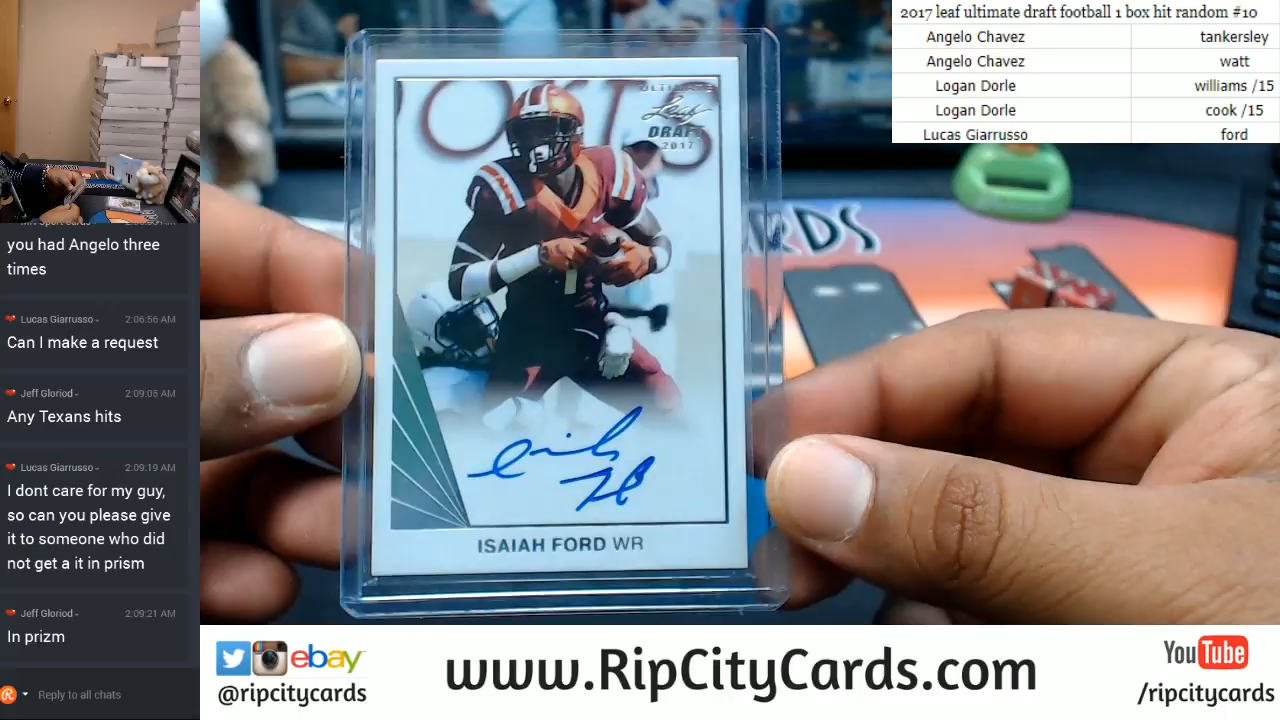 2017 leaf ultimate draft football 1 box hit random #10
Angelo Chavez tankersley
Angelo Chavez watt
Logan Dorle williams /15
Logan Dorle cook /15
Lucas Giarrusso ford
you had Angelo three
times
Lucas Giarrusso 2:06:56 AM
Can I make a request
Jeff Gloriod 2:09:05 AM
Any Texans hits
Lucas Giarrusso 2:09:19 AM
I dont care for my guy,
so can you please give
it to someone who did
not get a it in prism
Jeff Gloriod 2:09:21 AM
In prizm
Reply to all chats
ULTIMATE
Leaf
DRAFT
2017
ISAIAH FORD WR
RDS
ebay
@ripcitycards
www.RipCityCards.com
YouTube
/ripcitycards